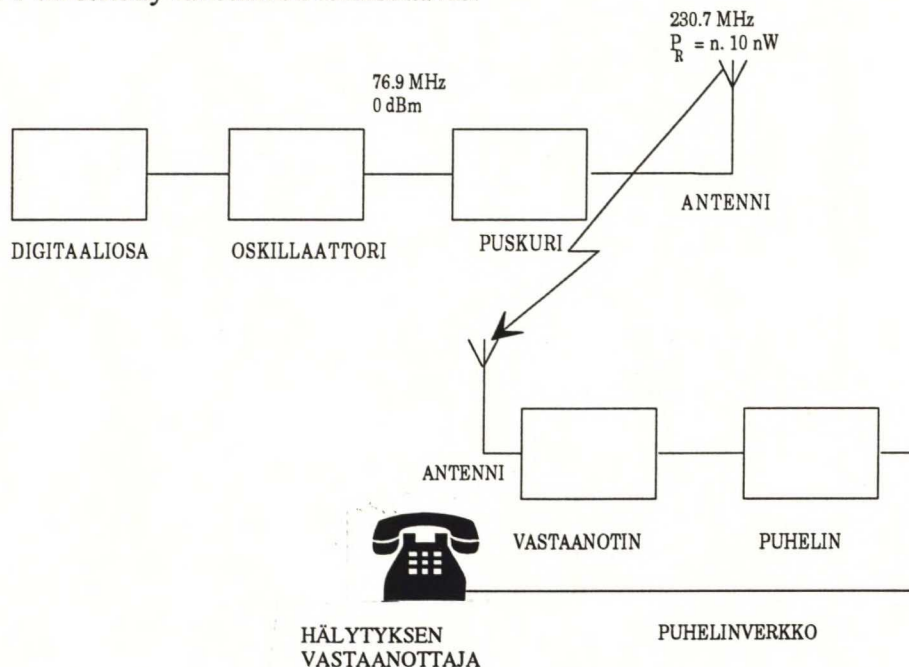 230.7 MHz
P_R = n. 10 nW
76.9 MHz
0 dBm
ANTENNI
DIGITAALIOSA
OSKILLAATTORI
PUSKURI
ANTENNI
VASTAANOTIN
PUHELIN
HÄLYTYKSEN
VASTAANOTTAJA
PUHELINVERKKO